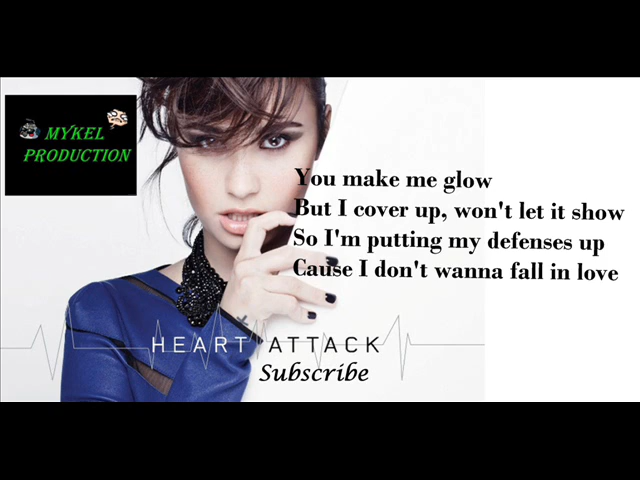 MYKEL
PRODUCTION
You make me glow
But I cover up, won't let it show
So I'm putting my defenses up
Cause I don't wanna fall in love
HEART ATTACK
Subscribe